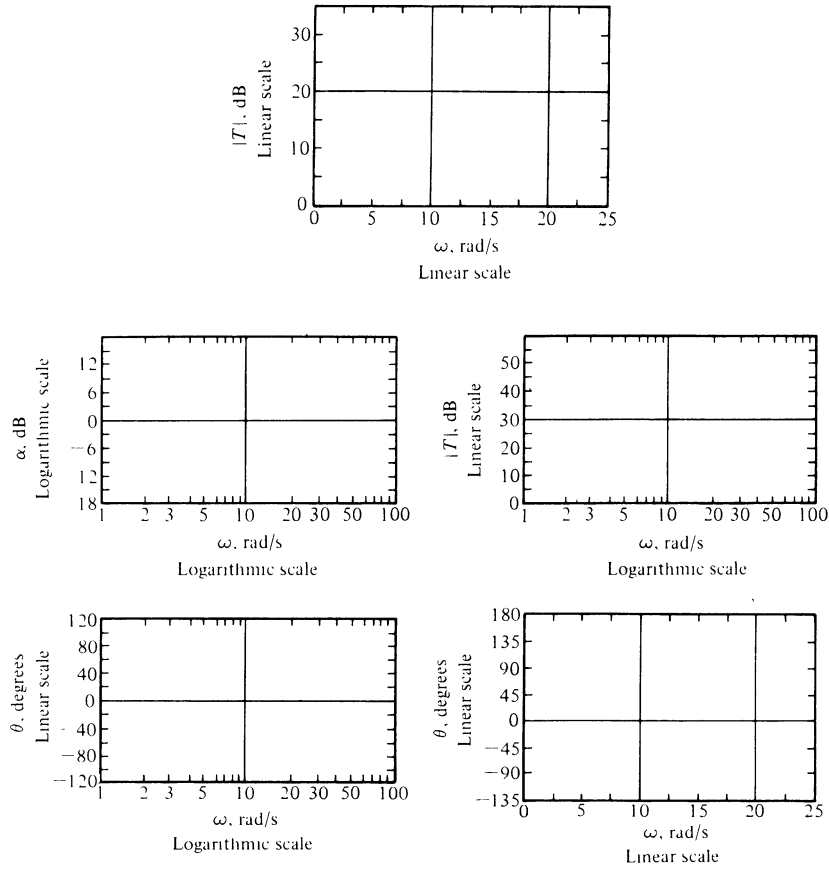 30
20
10
0
|T|, dB
Linear scale
0 5 10 15 20 25
ω, rad/s
Linear scale
12
6
0
−6
12
18
α, dB
Logarithmic scale
1 2 3 5 10 20 30 50 100
ω, rad/s
Logarithmic scale
50
40
30
20
10
0
|T|, dB
Linear scale
1 2 3 5 10 20 30 50 100
ω, rad/s
Logarithmic scale
120
80
40
0
-40
−80
−120
θ, degrees
Linear scale
1 2 3 5 10 20 30 50 100
ω, rad/s
Logarithmic scale
180
135
90
45
0
−45
−90
−135
θ, degrees
Linear scale
0 5 10 15 20 25
ω, rad/s
Linear scale